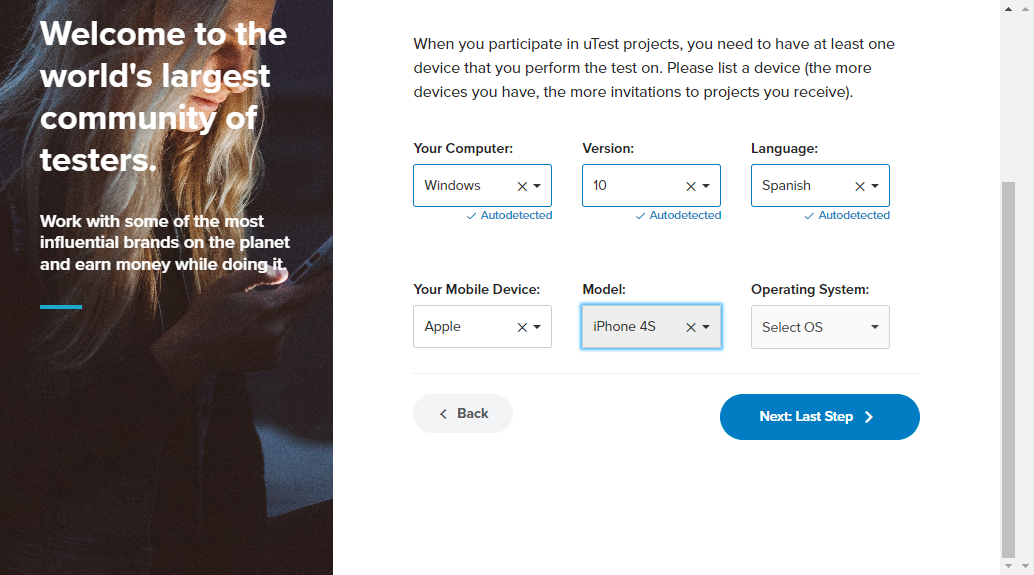 Welcome to the
world's largest
community of
testers.
Work with some of the most
influential brands on the planet
and earn money while doing it.
When you participate in uTest projects, you need to have at least one
device that you perform the test on. Please list a device (the more
devices you have, the more invitations to projects you receive).
Your Computer: Version: Language:
Windows 10 Spanish
Autodetected Autodetected Autodetected
Your Mobile Device: Model: Operating System:
Apple iPhone 4S Select OS
Back Next: Last Step